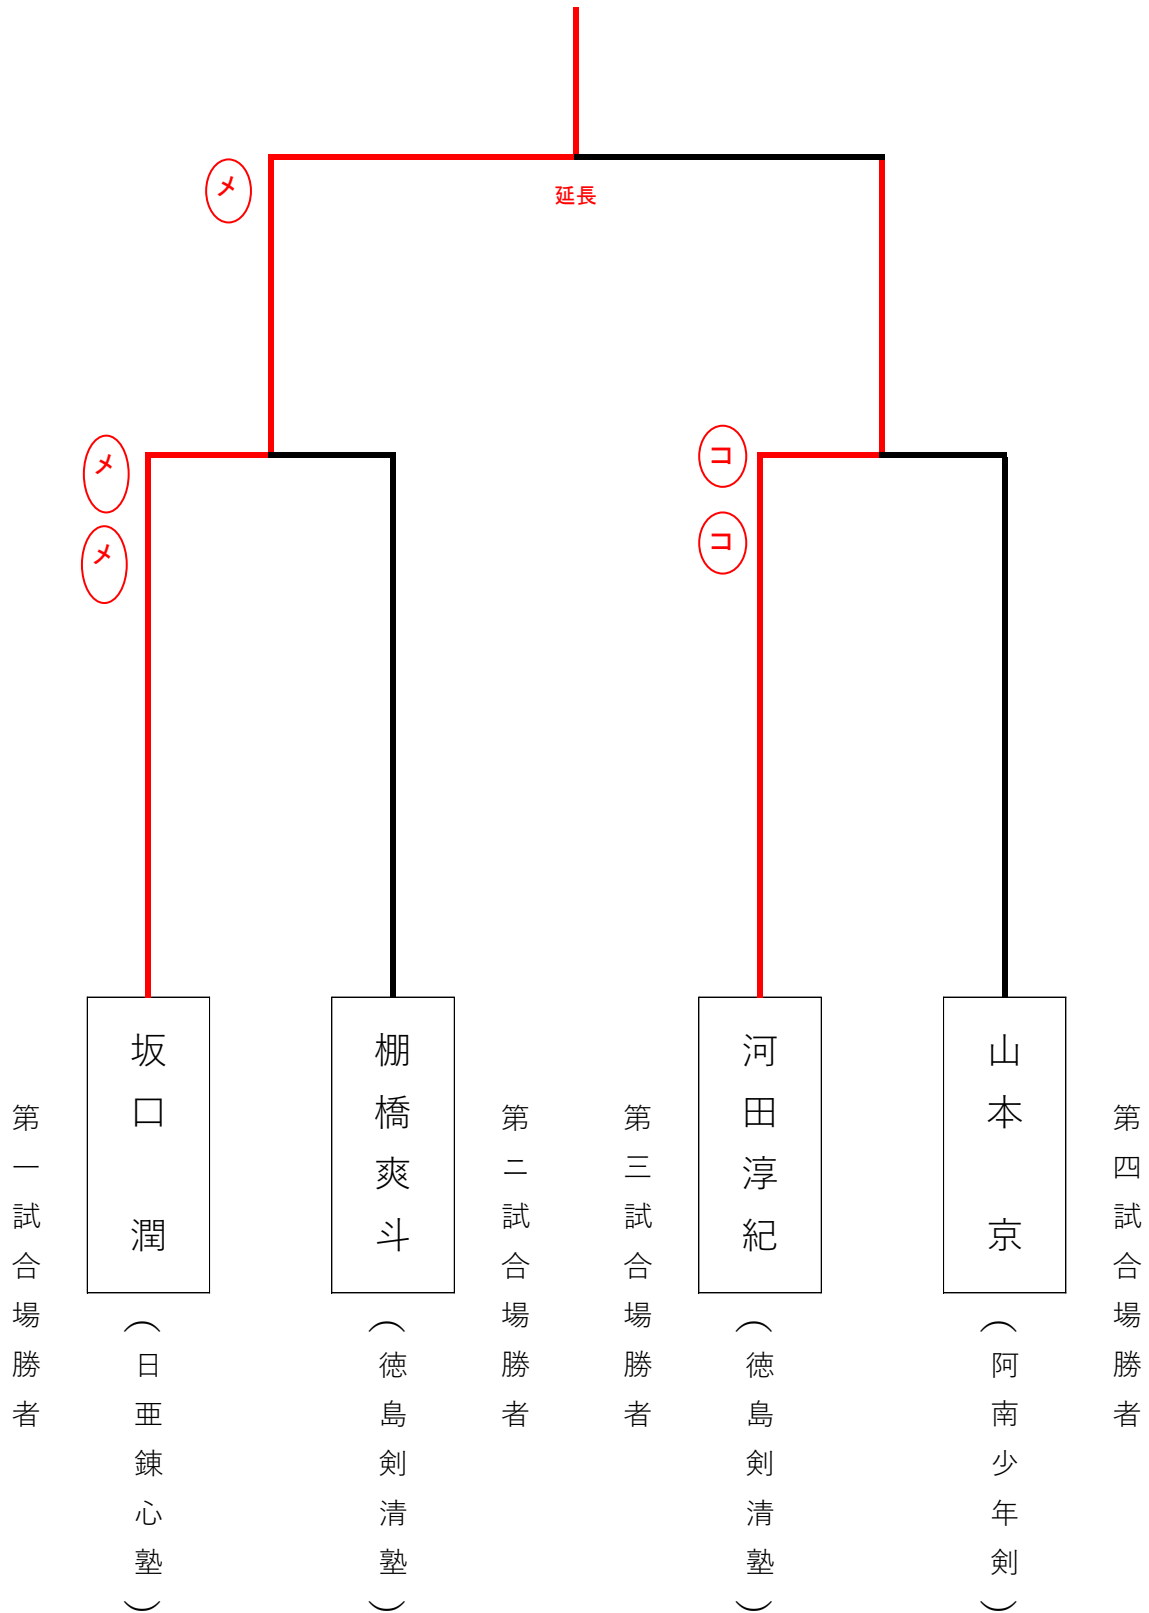 メ
延長
メ
メ
コ
コ
第一試合場勝者
坂口　潤
（日亜錬心塾）
棚橋爽斗
（徳島剣清塾）
第二試合場勝者
第三試合場勝者
河田淳紀
（徳島剣清塾）
山本　京
（阿南少年剣）
第四試合場勝者